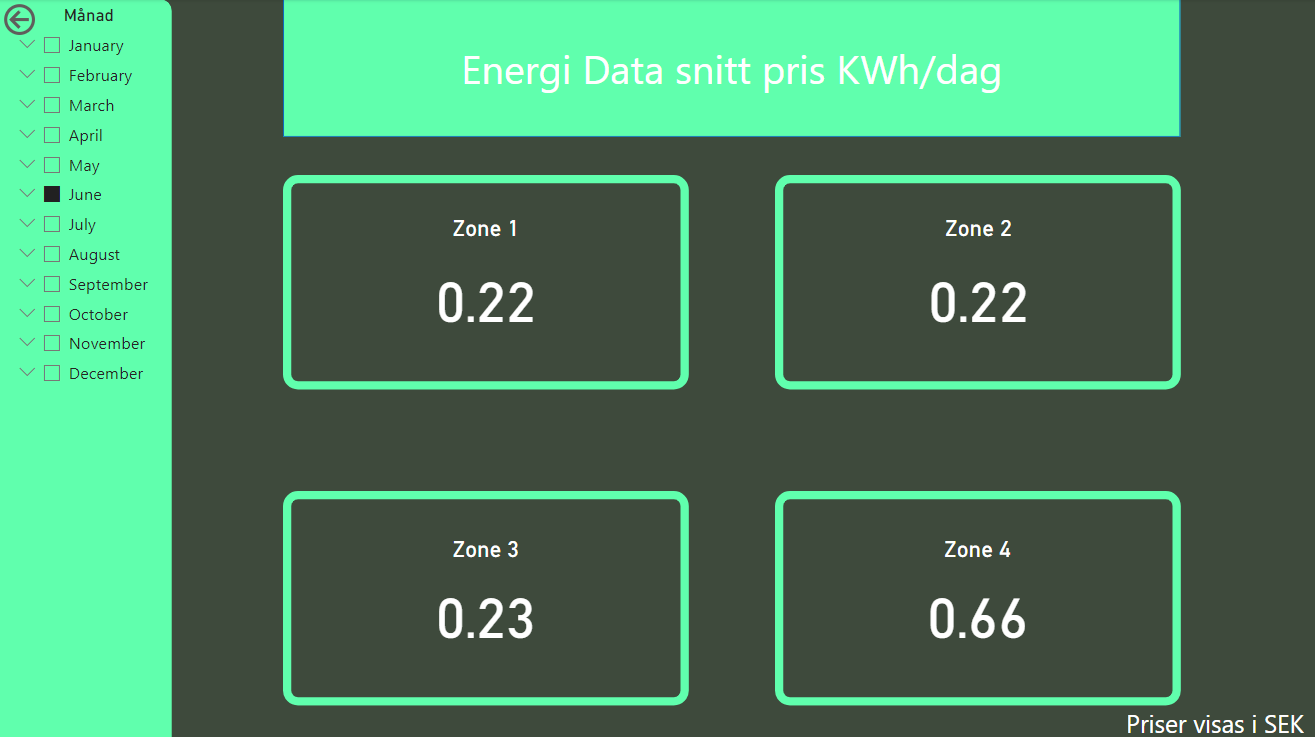 Månad
January
February
March
April
May
June
July
August
September
October
November
December
Energi Data snitt pris KWh/dag
Zone 1
0.22
Zone 2
0.22
Zone 3
0.23
Zone 4
0.66
Priser visas i SEK